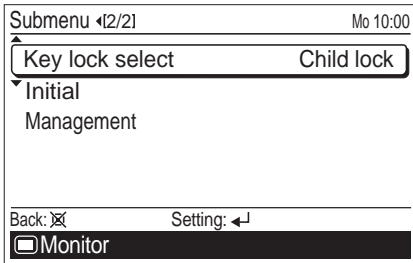 Submenu [2/2] Mo 10:00
Key lock select Child lock
Initial
Management
Back: Setting:
Monitor